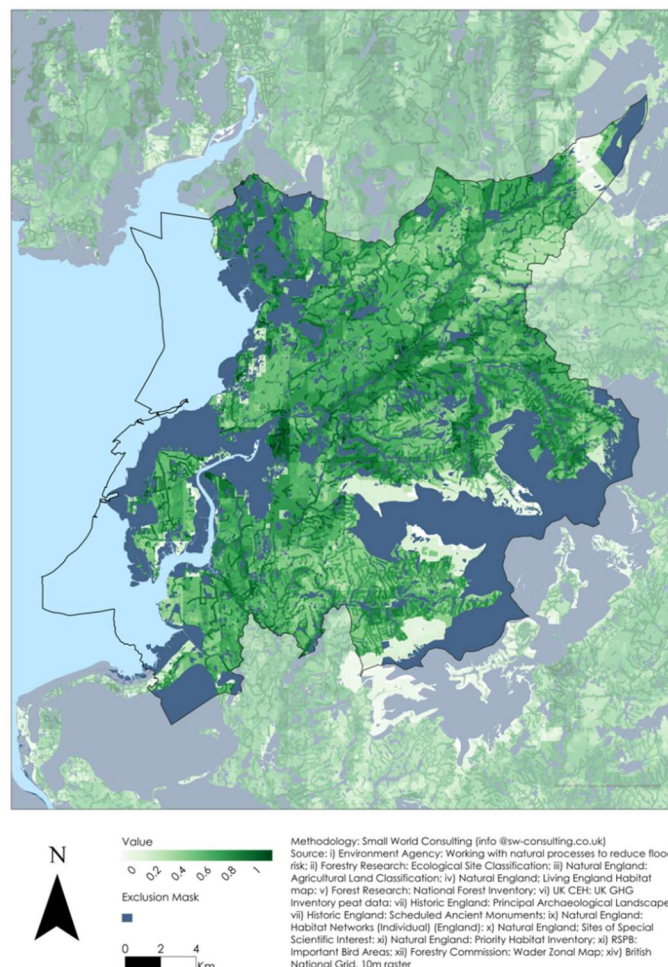 N
Value
0 0.2 0.4 0.6 0.8 1
Exclusion Mask
0 2 4
Km
Methodology: Small World Consulting (info @sw-consulting.co.uk)
Source: i) Environment Agency: Working with natural processes to reduce flood
risk; ii) Forestry Research: Ecological Site Classification; iii) Natural England:
Agricultural Land Classification; iv) Natural England; Living England Habitat
map; v) Forest Research: National Forest Inventory; vi) UK CEH: UK GHG
Inventory peat data: vii) Historic England: Principal Archaeological Landscape
vii) Historic England: Scheduled Ancient Monuments; ix) Natural England:
Habitat Networks (Individual) (England): x) Natural England; Sites of Special
Scientific Interest: xi) Natural England: Priority Habitat Inventory; xi) RSPB:
Important Bird Areas; xii) Forestry Commission: Wader Zonal Map; xiv) British
National Grid, 10m raster